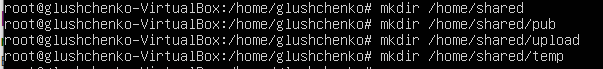 root@glushchenko-VirtualBox:/home/glushchenko# mkdir /home/shared
root@glushchenko-VirtualBox:/home/glushchenko# mkdir /home/shared/pub
root@glushchenko-VirtualBox:/home/glushchenko# mkdir /home/shared/upload
root@glushchenko-VirtualBox:/home/glushchenko# mkdir /home/shared/temp